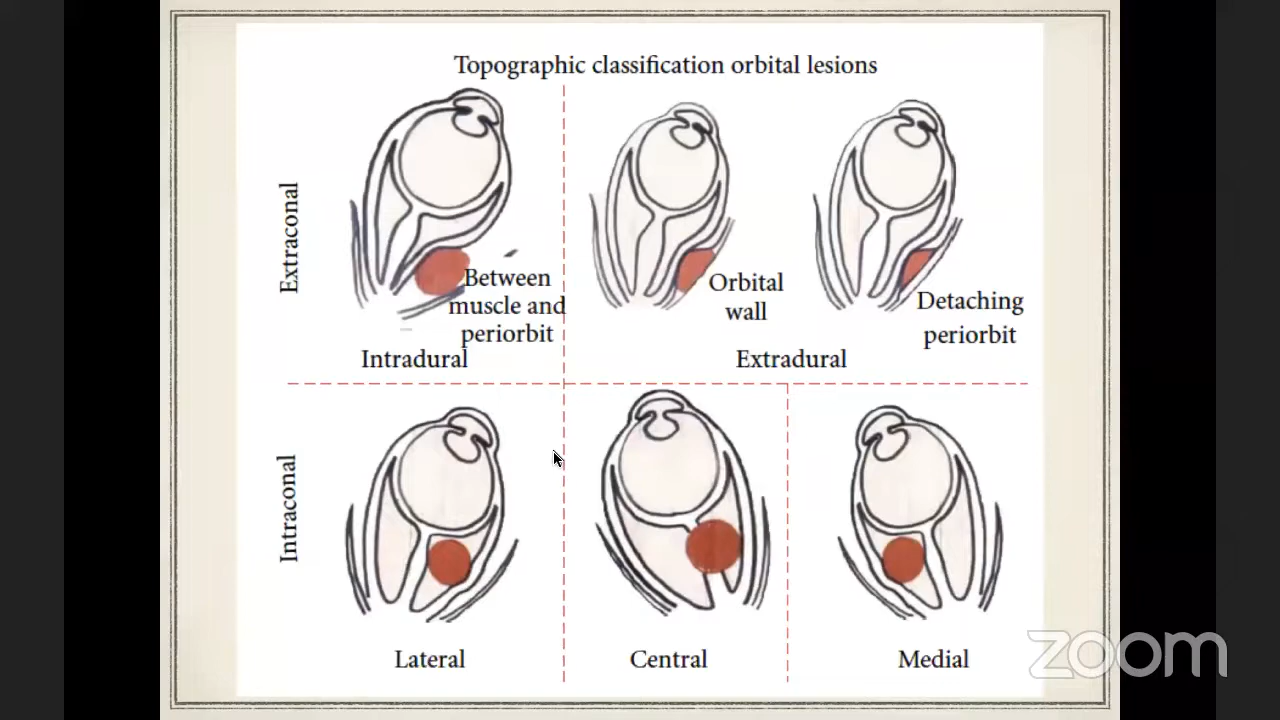 Topographic classification orbital lesions
Extraconal
Between
muscle and
periorbit
Orbital
wall
Detaching
periorbit
Intradural
Extradural
Intraconal
Lateral
Central
Medial
zoom